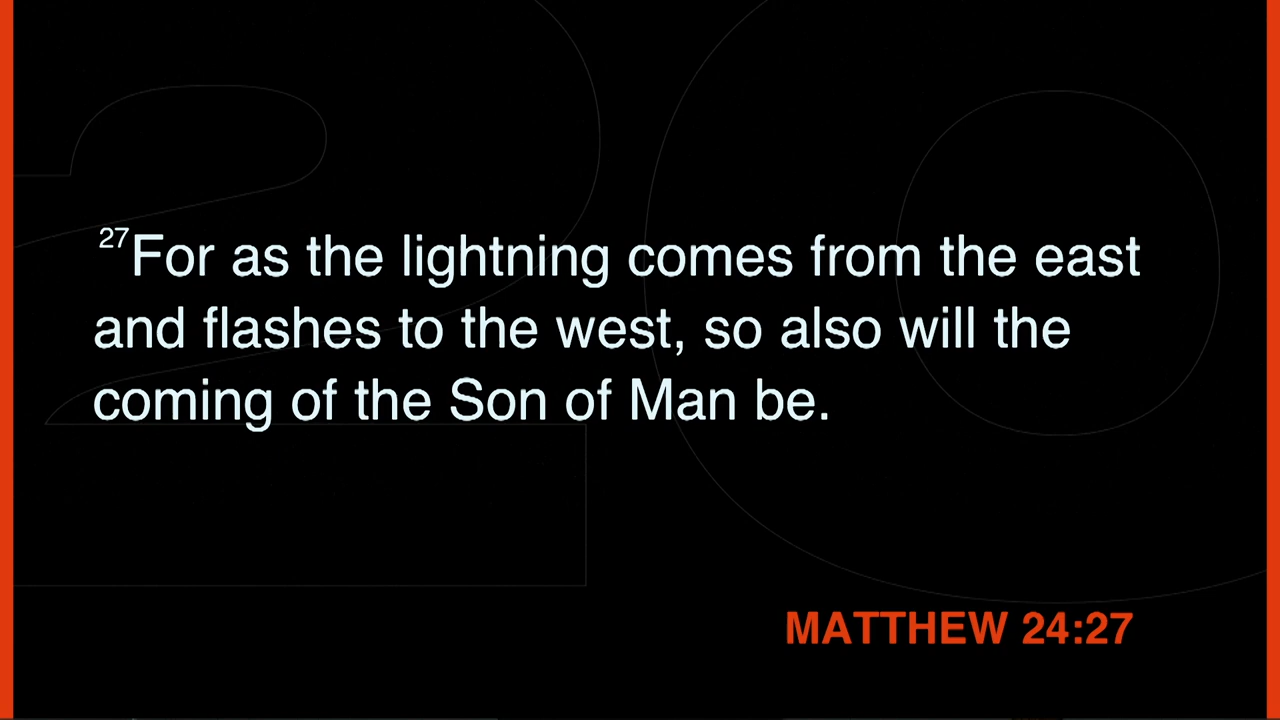 27For as the lightning comes from the east
and flashes to the west, so also will the
coming of the Son of Man be.
MATTHEW 24:27
20